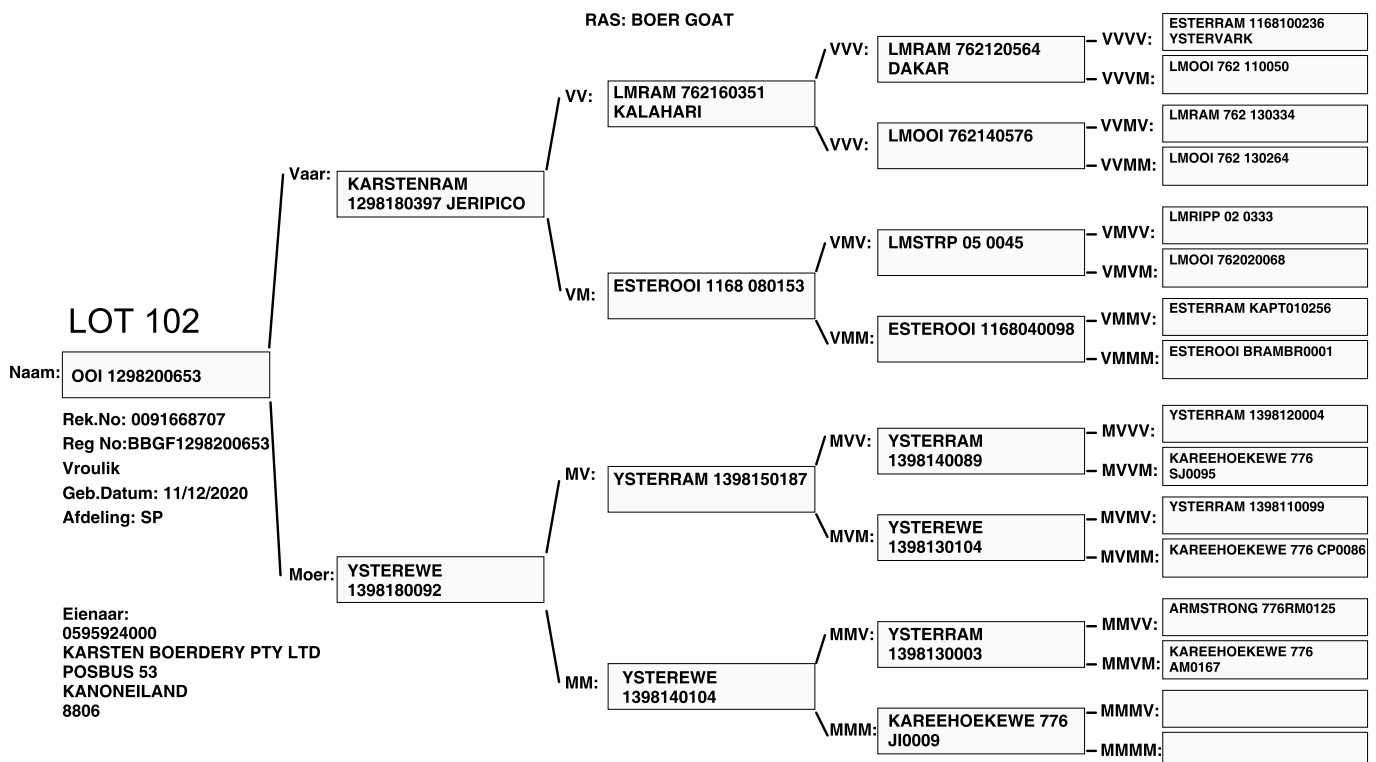 RAS: BOER GOAT
LOT 102
Naam: OOI 1298200653
Rek.No: 0091668707
Reg No:BBGF1298200653
Vroulik
Geb.Datum: 11/12/2020
Afdeling: SP
Eienaar:
0595924000
KARSTEN BOERDERY PTY LTD
POSBUS 53
KANONEILAND
8806
Vaar: KARSTENRAM
1298180397 JERIPICO
Moer: YSTEREWE
1398180092
VV: LMRAM 762160351
KALAHARI
VM: ESTEROOI 1168 080153
MV: YSTERRAM 1398150187
MM: YSTEREWE
1398140104
VVV: LMRAM 762120564
DAKAR
VVV: LMOOI 762140576
VMV: LMSTRP 05 0045
VMM: ESTEROOI 1168040098
MVV: YSTERRAM
1398140089
MVM: YSTEREWE
1398130104
MMV: YSTERRAM
1398130003
MMM: KAREEHOEKEWE 776
JI0009
VVVV: ESTERRAM 1168100236
YSTERVARK
VVVM: LMOOI 762 110050
VVMV: LMRAM 762 130334
VVMM: LMOOI 762 130264
VMVV: LMRIPP 02 0333
VMVM: LMOOI 762020068
VMMV: ESTERRAM KAPT010256
VMMM: ESTEROOI BRAMBR0001
MVVV: YSTERRAM 1398120004
MVVM: KAREEHOEKEWE 776
SJ0095
MVMV: YSTERRAM 1398110099
MVMM: KAREEHOEKEWE 776 CP0086
MMVV: ARMSTRONG 776RM0125
MMVM: KAREEHOEKEWE 776
AM0167
MMMV:
MMMM: